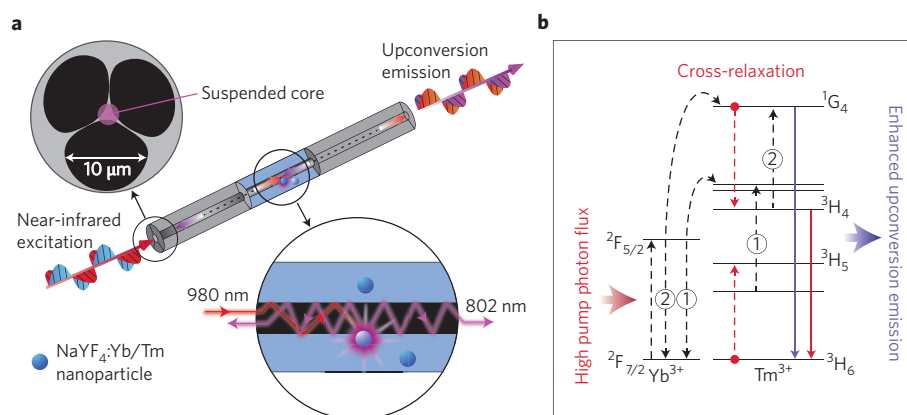 a
Suspended core
10 μm
Near-infrared
excitation
Upconversion
emission
980 nm
802 nm
NaYF₄:Yb/Tm
nanoparticle
b
Cross-relaxation
¹G₄
②
³H₄
²F₅/₂
①
³H₅
② ①
²F₇/₂
Yb³⁺
Tm³⁺
³H₆
High pump photon flux
Enhanced upconversion emission